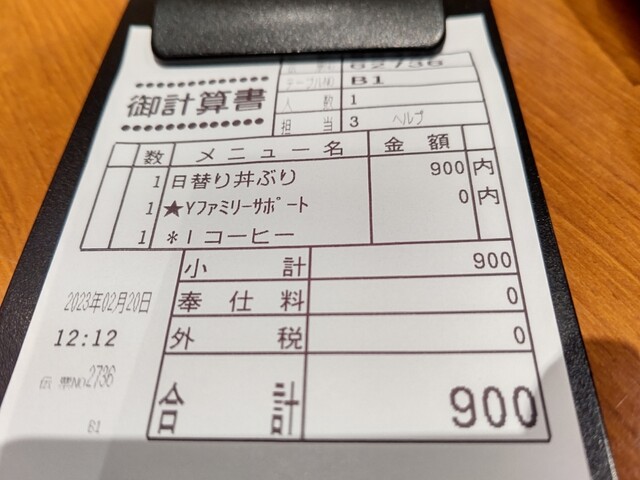 御計算書
テーブル B1
人数 1
担当 3 ヘルプ
数 メニュー名 金額
1 日替り丼ぶり 900 内
1 ★Yファミリーサポート 0 内
1 *Iコーヒー
小計 900
奉仕料 0
外税 0
合計 900
2023年02月20日
12:12
伝票No.2736
B1